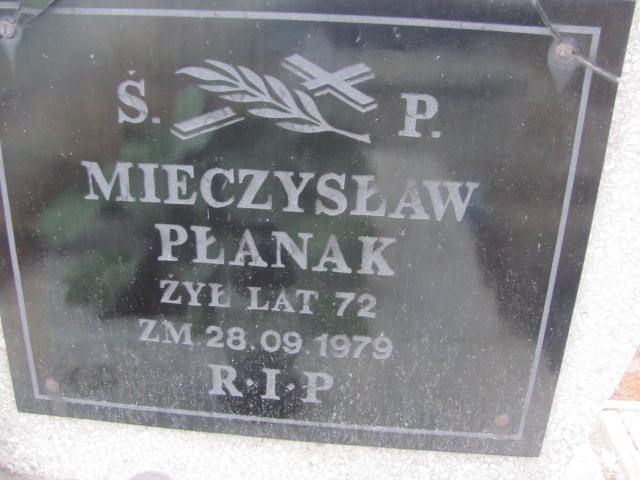 Ś. P.
MIECZYSŁAW
PŁANAK
ŻYŁ LAT 72
ZM 28.09.1979
R·I·P